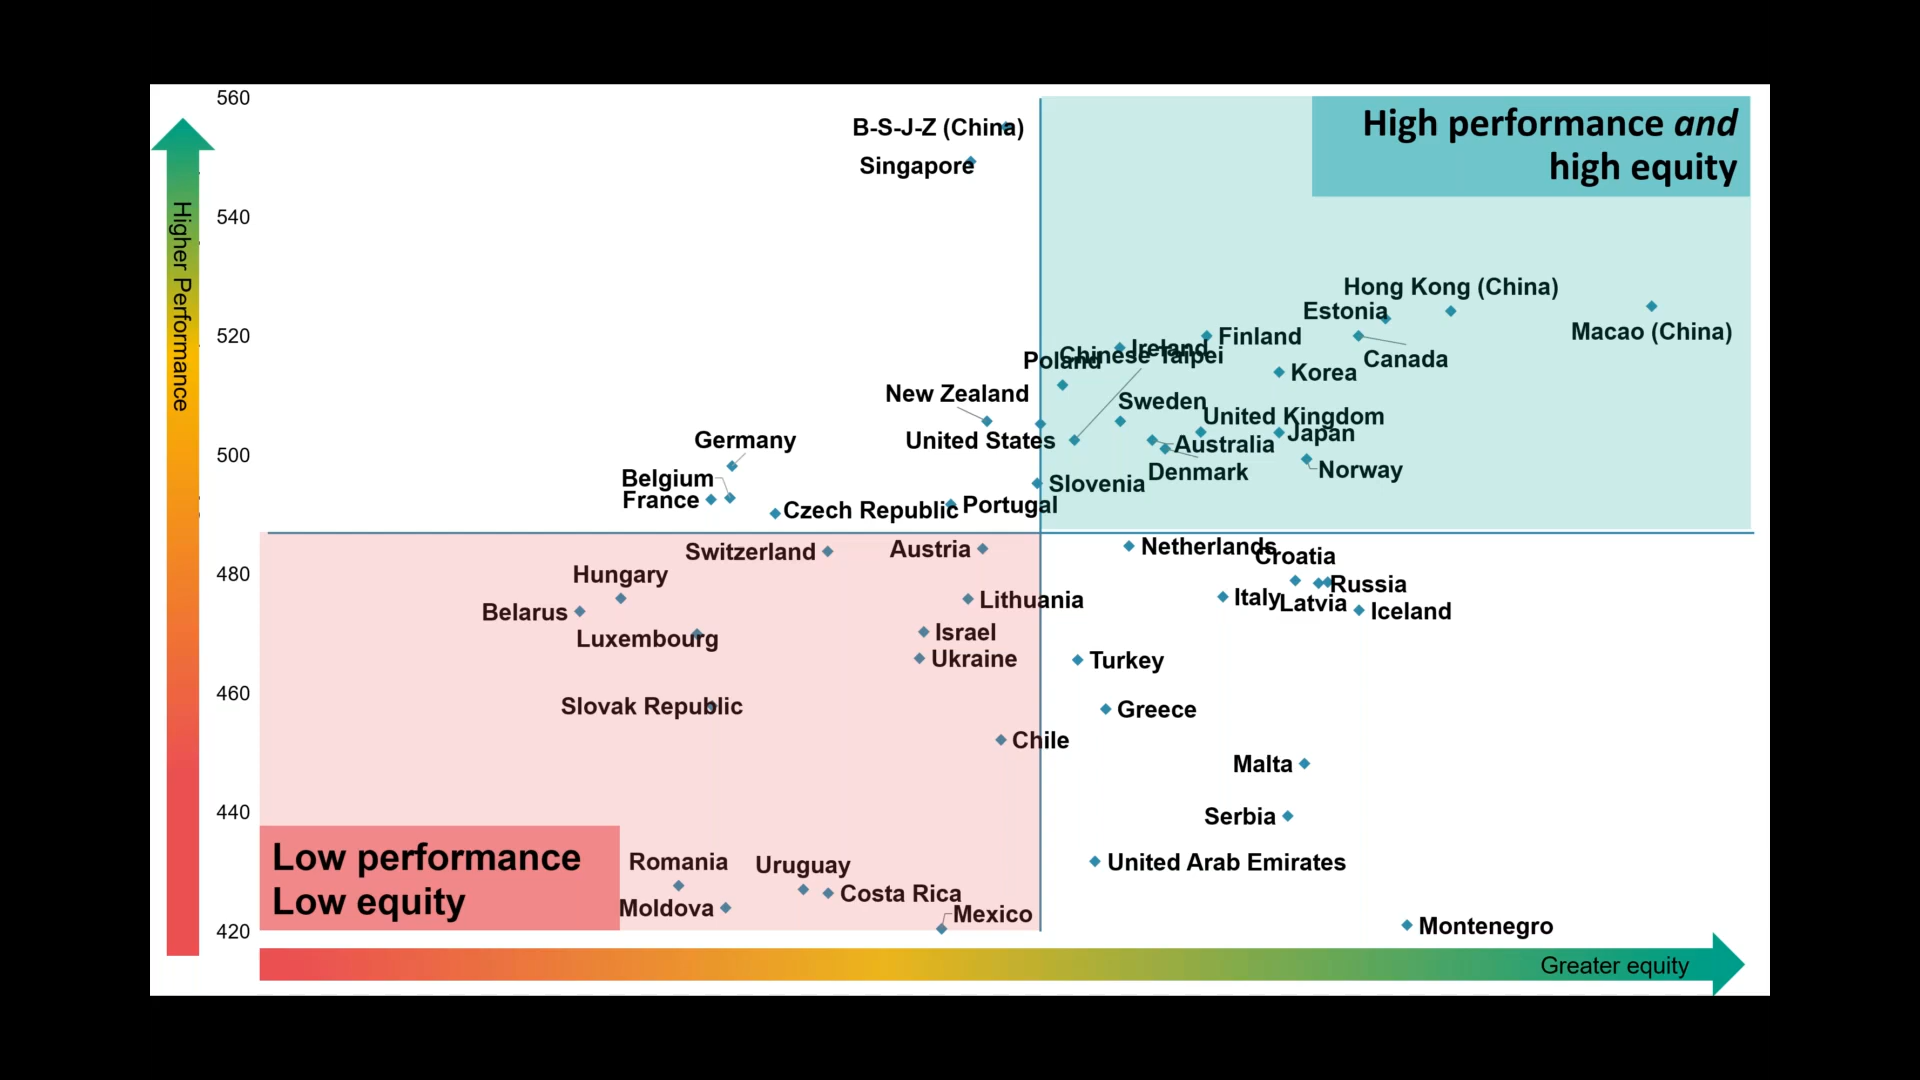 560
B-S-J-Z (China)
High performance and
high equity
Singapore
540
Higher Performance
Hong Kong (China)
Estonia
Macao (China)
520
Finland
Ireland
Chinese Taipei
Poland
Canada
Korea
New Zealand
Sweden
United Kingdom
Japan
Germany
United States
Australia
500
Norway
Denmark
Belgium
Slovenia
France
Portugal
Czech Republic
Switzerland
Austria
Netherlands
Croatia
480
Hungary
Russia
Italy
Latvia
Lithuania
Belarus
Iceland
Luxembourg
Israel
Ukraine
Turkey
460
Slovak Republic
Greece
Chile
Malta
440
Serbia
Low performance
Low equity
Romania
Uruguay
United Arab Emirates
Costa Rica
Moldova
Mexico
420
Montenegro
Greater equity